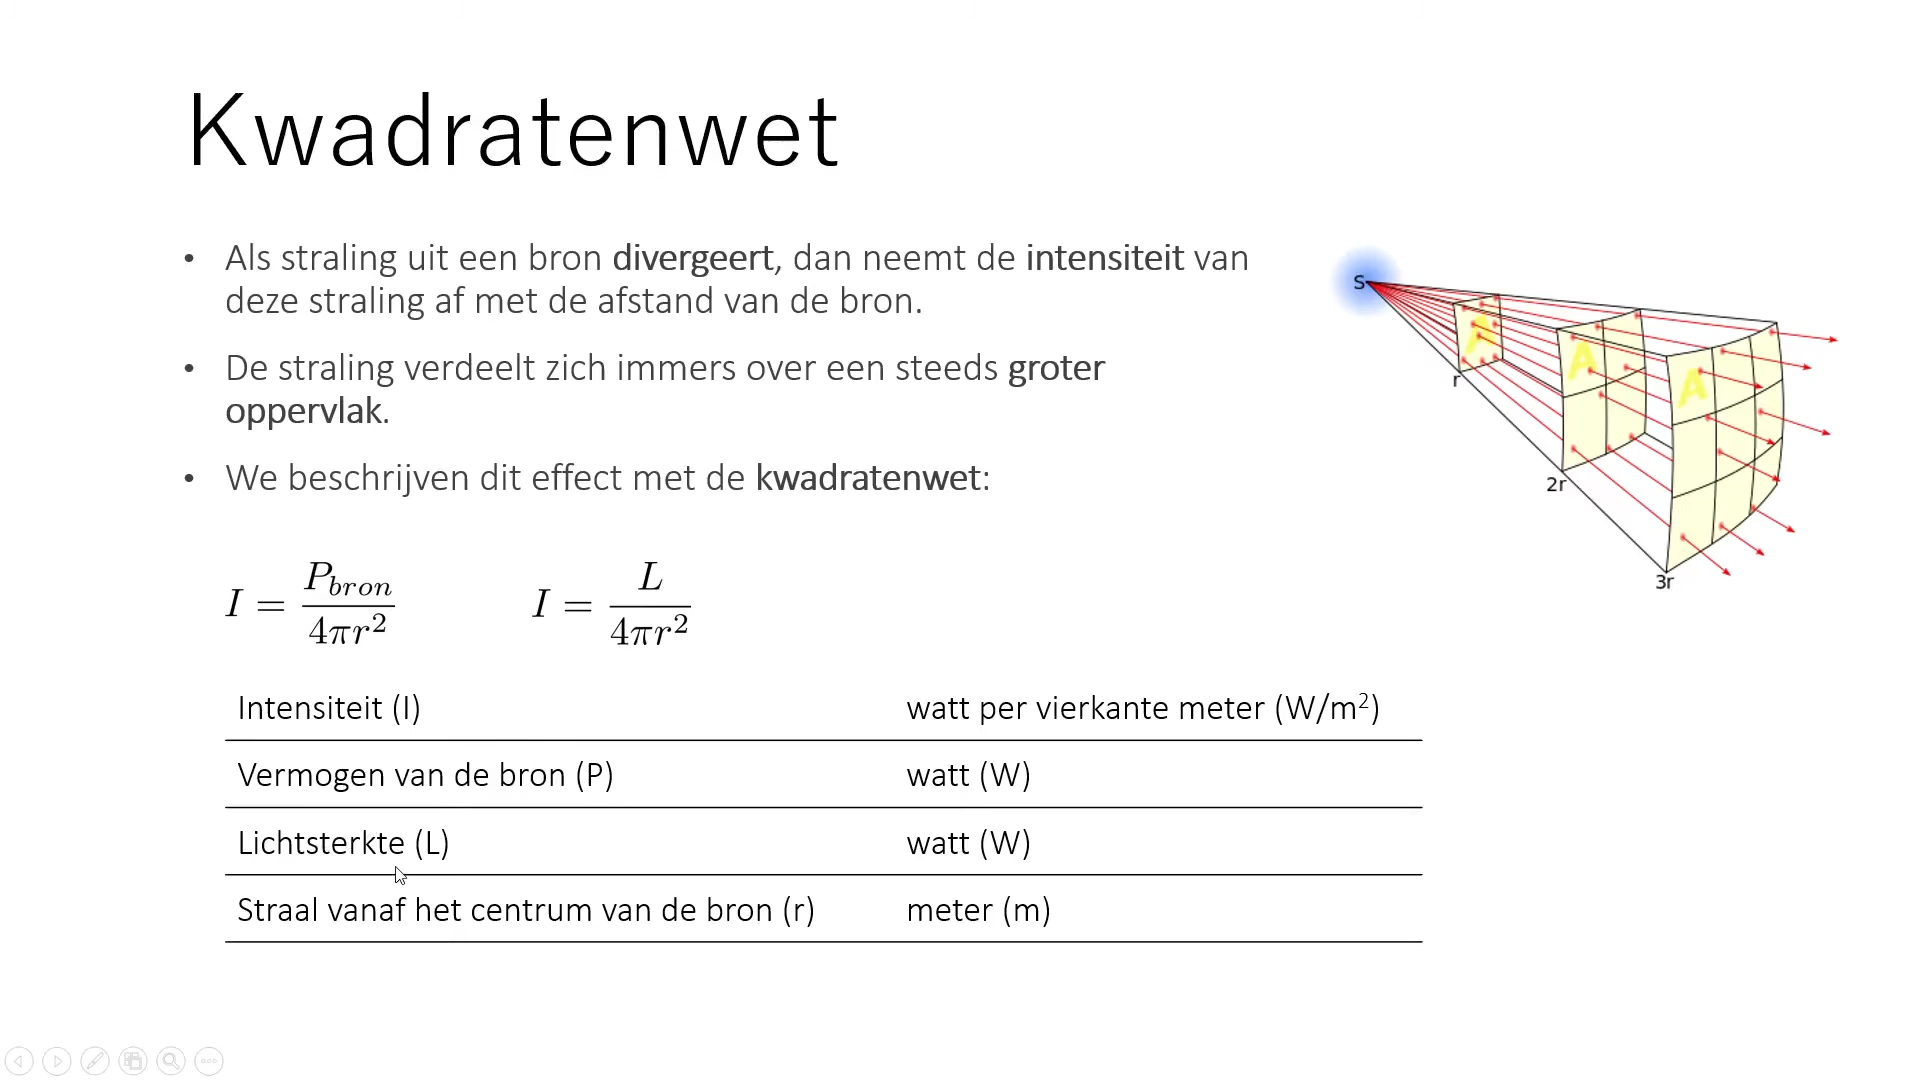 Kwadratenwet
• Als straling uit een bron divergeert, dan neemt de intensiteit van
deze straling af met de afstand van de bron.
• De straling verdeelt zich immers over een steeds groter
oppervlak.
• We beschrijven dit effect met de kwadratenwet:
I = P_bron / 4πr²
I = L / 4πr²
Intensiteit (I) watt per vierkante meter (W/m²)
Vermogen van de bron (P) watt (W)
Lichtsterkte (L) watt (W)
Straal vanaf het centrum van de bron (r) meter (m)
S
A
A
A
r
2r
3r